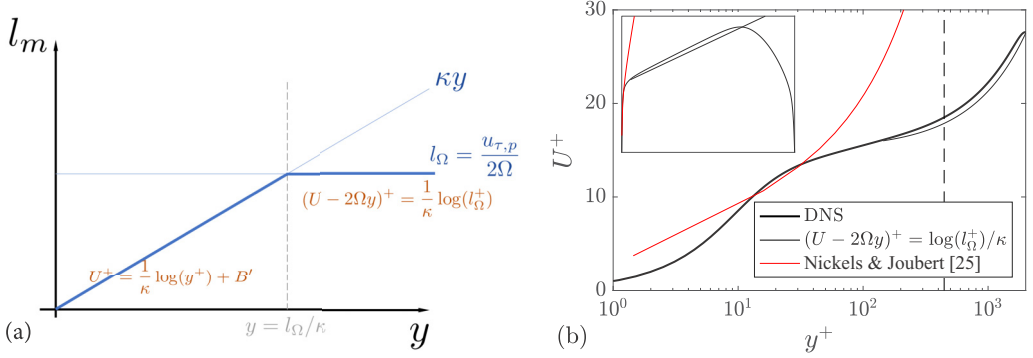 l_m
κy
l_Ω = u_{τ,p}/2Ω
(U − 2Ωy)^+ = 1/κ log(l_Ω^+)
U^+ = 1/κ log(y^+) + B′
(a)
y = l_Ω/κ
y
30
20
10
0
U^+
DNS
(U − 2Ωy)^+ = log(l_Ω^+)/κ
Nickels & Joubert [25]
10^0
10^1
10^2
10^3
(b)
y^+